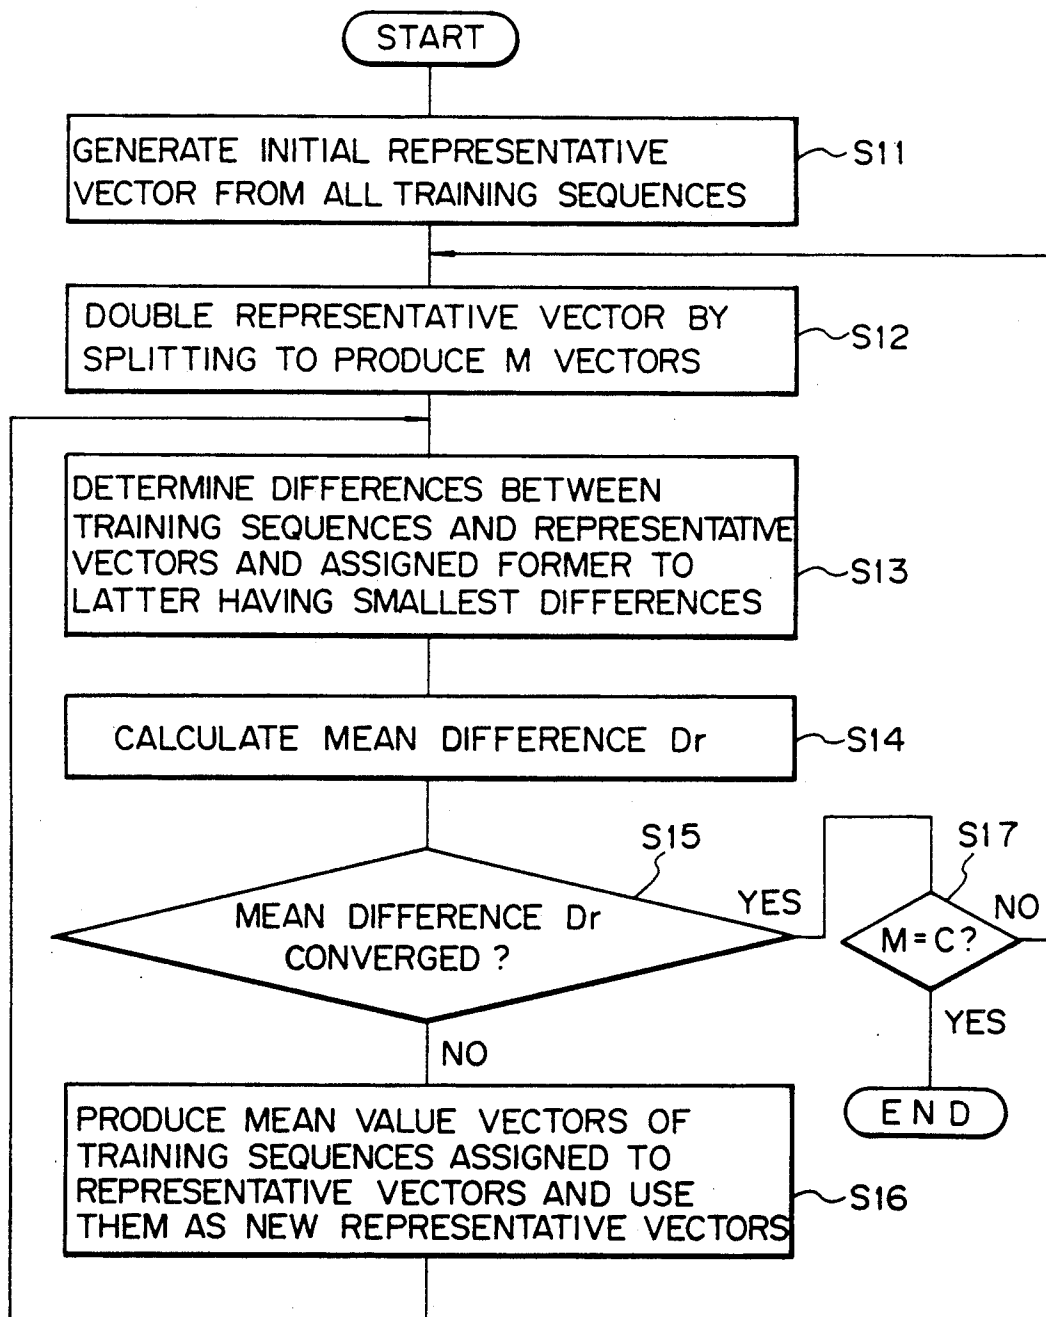 START
GENERATE INITIAL REPRESENTATIVE
VECTOR FROM ALL TRAINING SEQUENCES
S11
DOUBLE REPRESENTATIVE VECTOR BY
SPLITTING TO PRODUCE M VECTORS
S12
DETERMINE DIFFERENCES BETWEEN
TRAINING SEQUENCES AND REPRESENTATIVE
VECTORS AND ASSIGNED FORMER TO
LATTER HAVING SMALLEST DIFFERENCES
S13
CALCULATE MEAN DIFFERENCE Dr
S14
MEAN DIFFERENCE Dr
CONVERGED ?
S15
YES
NO
S17
M = C ?
NO
YES
END
PRODUCE MEAN VALUE VECTORS OF
TRAINING SEQUENCES ASSIGNED TO
REPRESENTATIVE VECTORS AND USE
THEM AS NEW REPRESENTATIVE VECTORS
S16